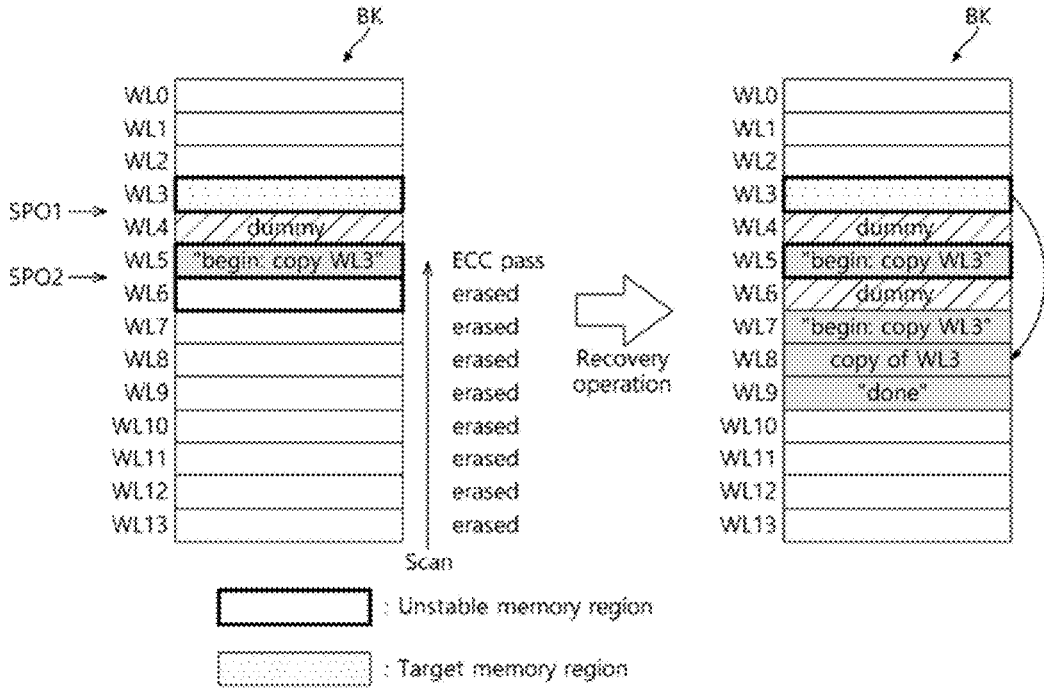 BK
WL0
WL1
WL2
WL3
SPO1
WL4 dummy
WL5 "begin: copy WL3" ECC pass
SPO2
WL6 erased
WL7 erased
WL8 erased
WL9 erased
WL10 erased
WL11 erased
WL12 erased
WL13 erased
Scan
Recovery
operation
BK
WL0
WL1
WL2
WL3
WL4 dummy
WL5 "begin: copy WL3"
WL6 dummy
WL7 "begin: copy WL3"
WL8 copy of WL3
WL9 "done"
WL10
WL11
WL12
WL13
: Unstable memory region
: Target memory region